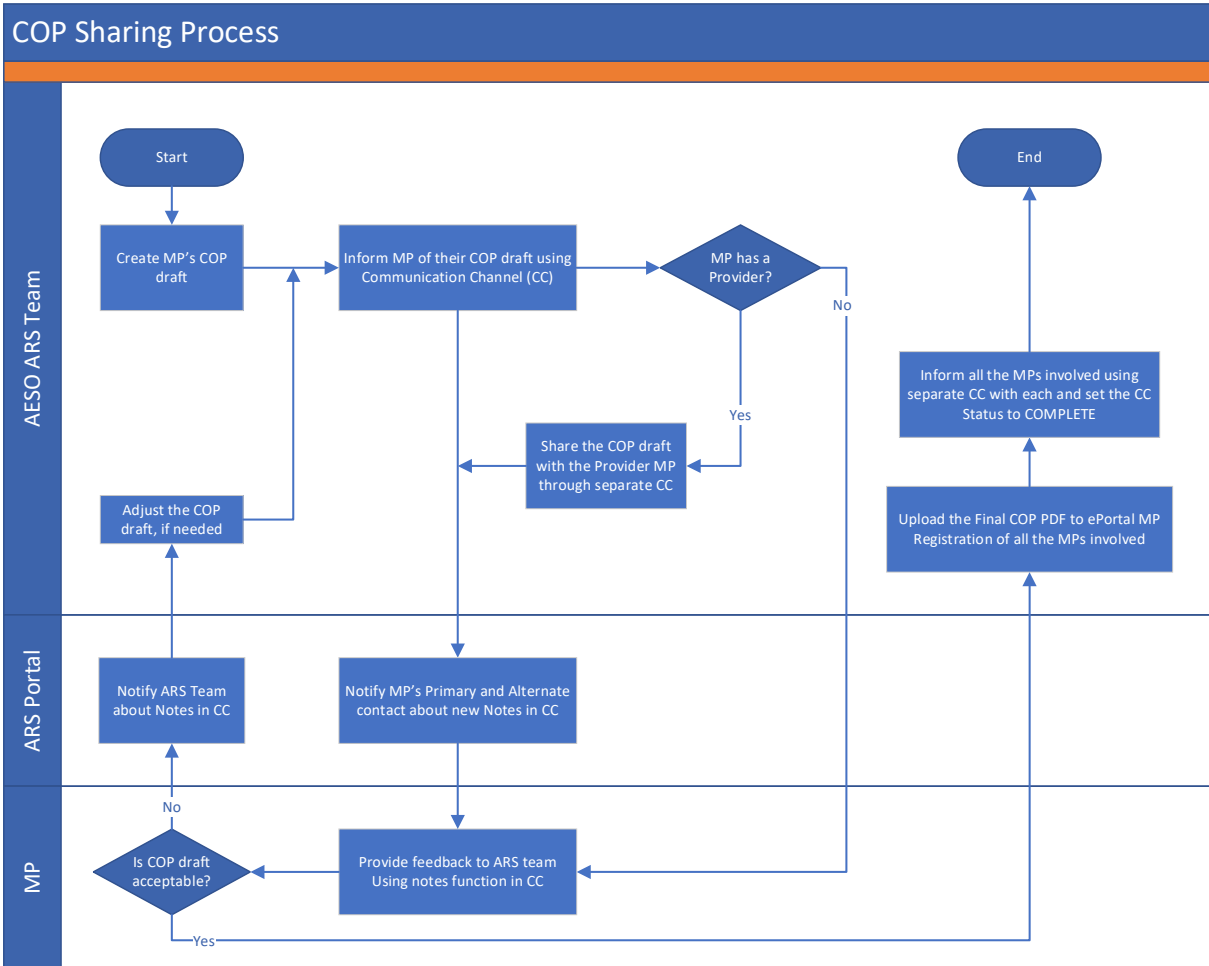 COP Sharing Process
AESO ARS Team
Start
End
Create MP's COP
draft
Inform MP of their COP draft using
Communication Channel (CC)
MP has a
Provider?
No
Yes
Share the COP draft
with the Provider MP
through separate CC
Inform all the MPs involved using
separate CC with each and set the CC
Status to COMPLETE
Adjust the COP
draft, if needed
Upload the Final COP PDF to ePortal MP
Registration of all the MPs involved
ARS Portal
Notify ARS Team
about Notes in CC
Notify MP's Primary and Alternate
contact about new Notes in CC
MP
No
Is COP draft
acceptable?
Provide feedback to ARS team
Using notes function in CC
Yes